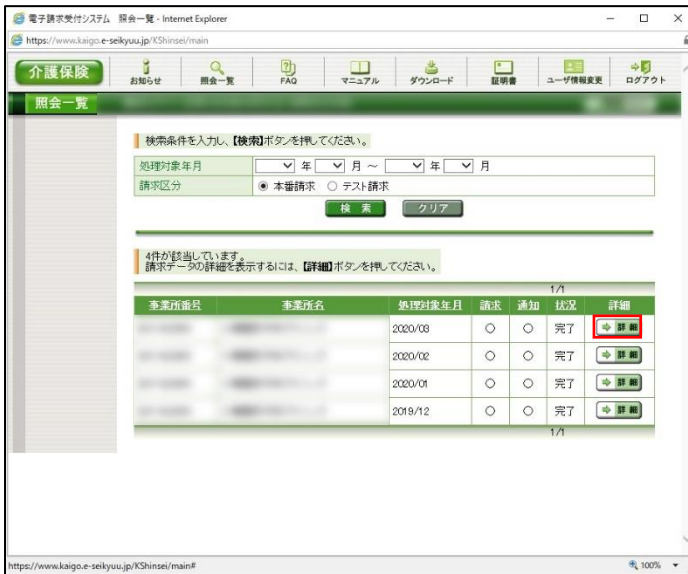 電子請求受付システム 照会一覧 - Internet Explorer
https://www.kaigo.e-seikyuu.jp/KShinsei/main
介護保険 お知らせ 照会一覧 FAQ マニュアル ダウンロード 証明書 ユーザ情報変更 ログアウト
照会一覧
検索条件を入力し、【検索】ボタンを押してください。
処理対象年月 年 月 ～ 年 月
請求区分 本番請求 テスト請求
検索 クリア
4件が該当しています。
請求データの詳細を表示するには、【詳細】ボタンを押してください。
1/1
事業所番号 事業所名 処理対象年月 請求 通知 状況 詳細
2020/03 ○ ○ 完了 詳細
2020/02 ○ ○ 完了 詳細
2020/01 ○ ○ 完了 詳細
2019/12 ○ ○ 完了 詳細
1/1
https://www.kaigo.e-seikyuu.jp/KShinsei/main#
100%